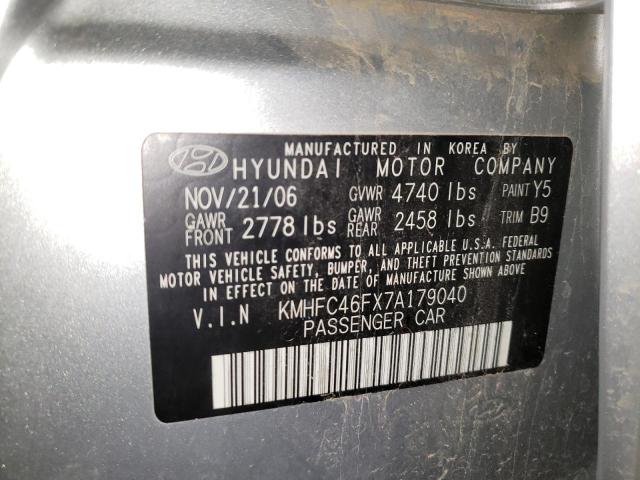 MANUFACTURED IN KOREA BY
HYUNDAI MOTOR COMPANY
NOV/21/06 GVWR 4740 lbs PAINT Y5
GAWR FRONT 2778 lbs GAWR REAR 2458 lbs TRIM B9
THIS VEHICLE CONFORMS TO ALL APPLICABLE U.S.A. FEDERAL
MOTOR VEHICLE SAFETY, BUMPER, AND THEFT PREVENTION
STANDARDS IN EFFECT ON THE DATE OF MANUFACTURE SHOWN ABOVE.
V.I.N KMHFC46FX7A179040
PASSENGER CAR